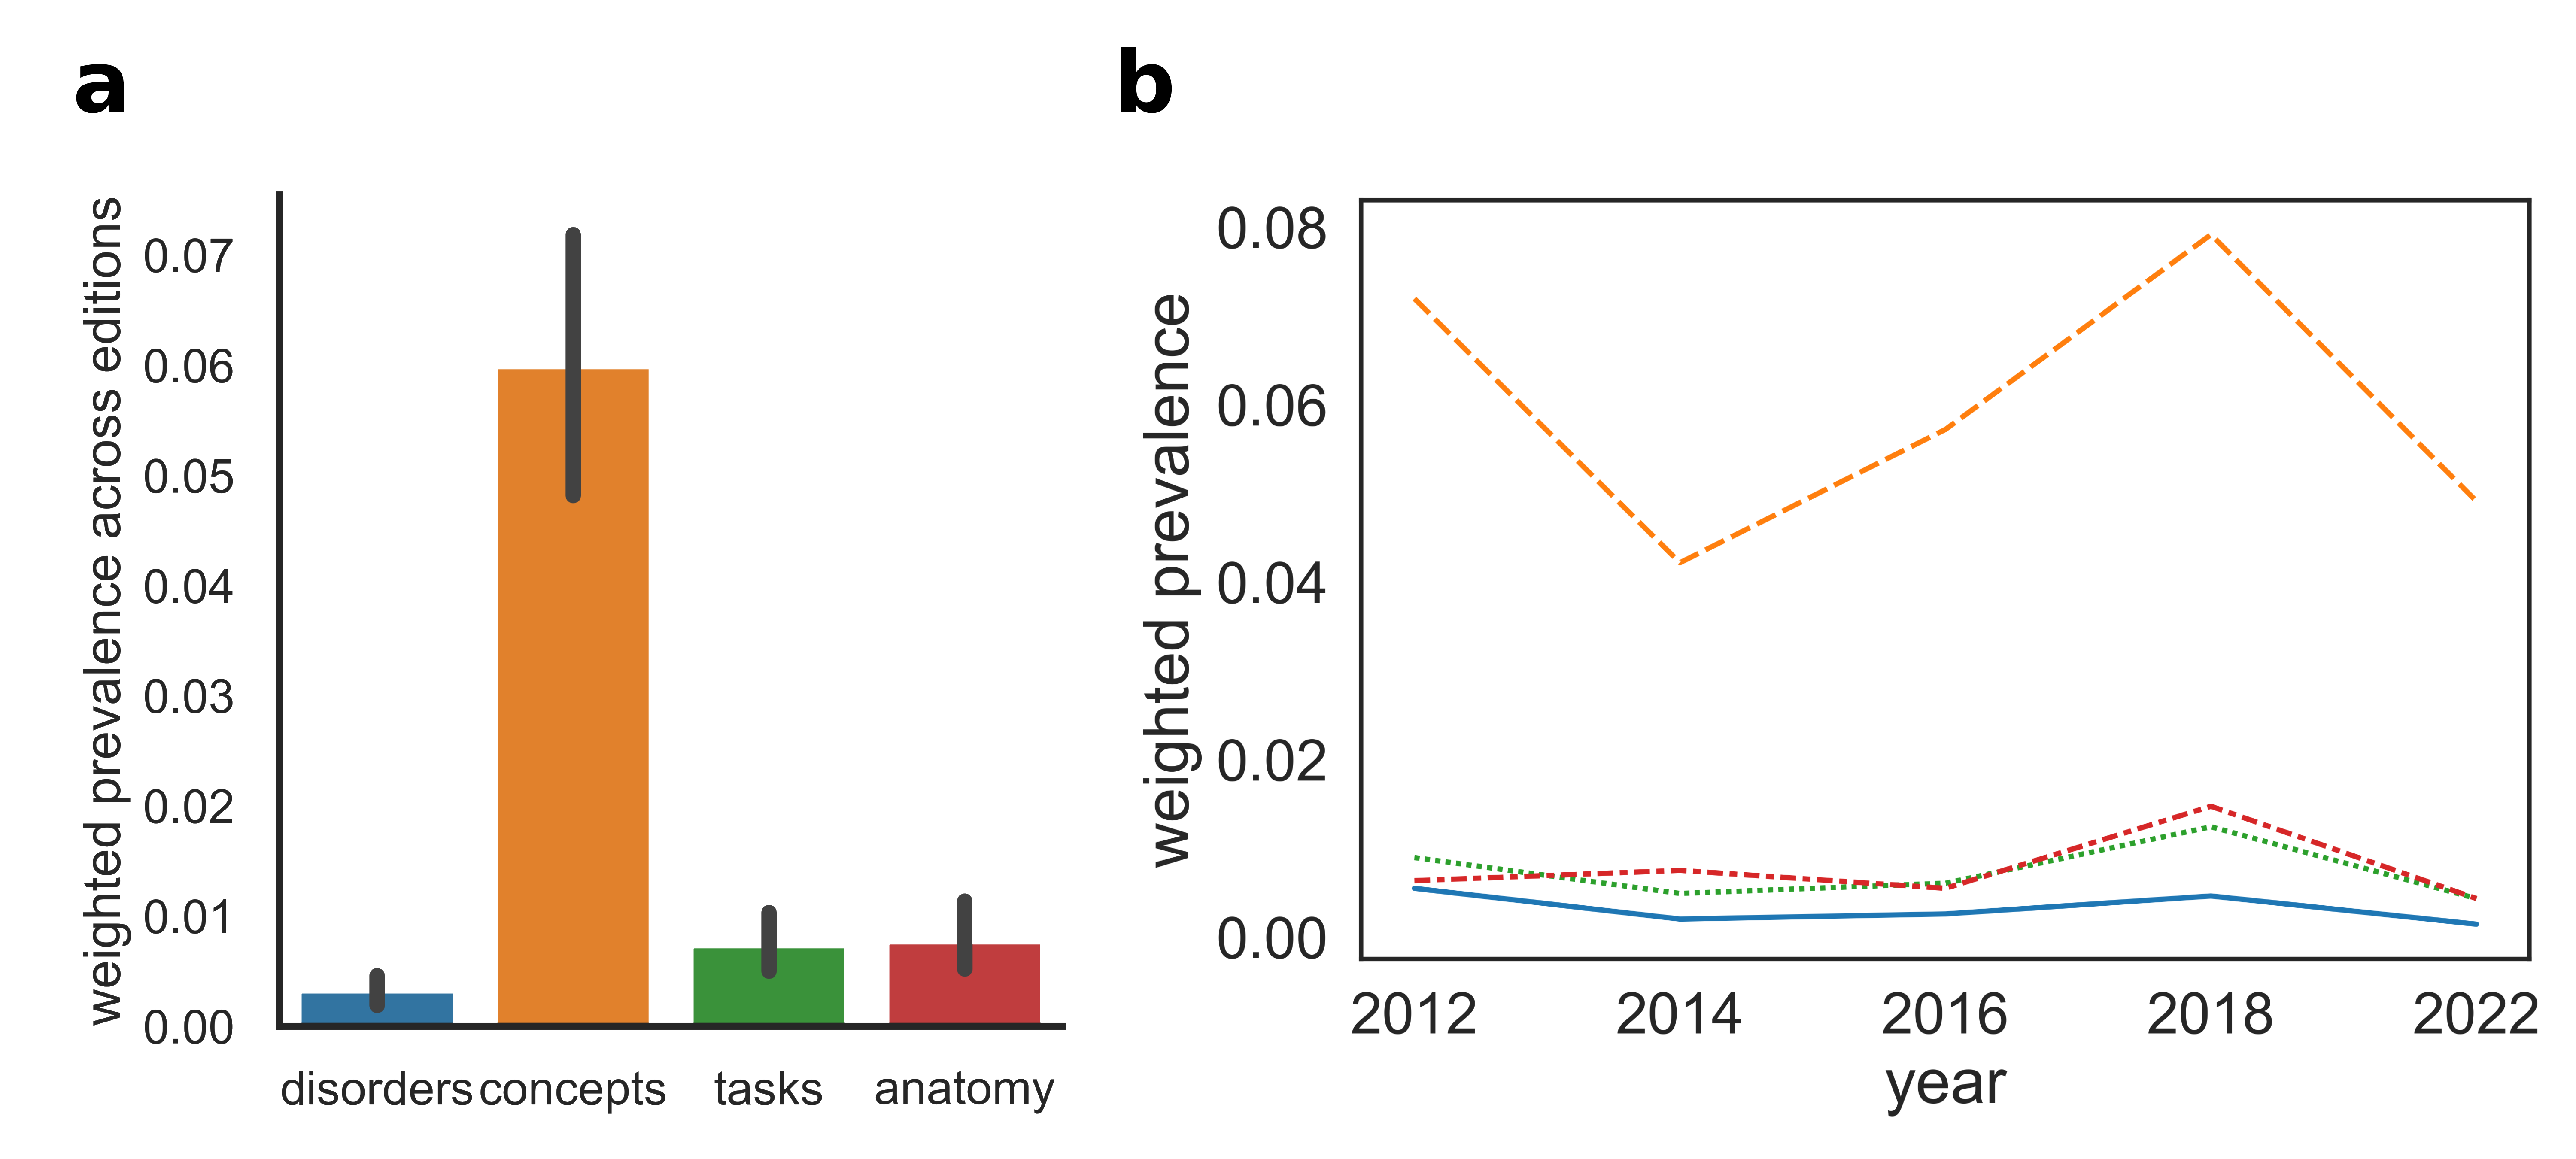 a
weighted prevalence across editions
0.07
0.06
0.05
0.04
0.03
0.02
0.01
0.00
disorders concepts tasks anatomy
b
weighted prevalence
0.08
0.06
0.04
0.02
0.00
2012 2014 2016 2018 2022
year